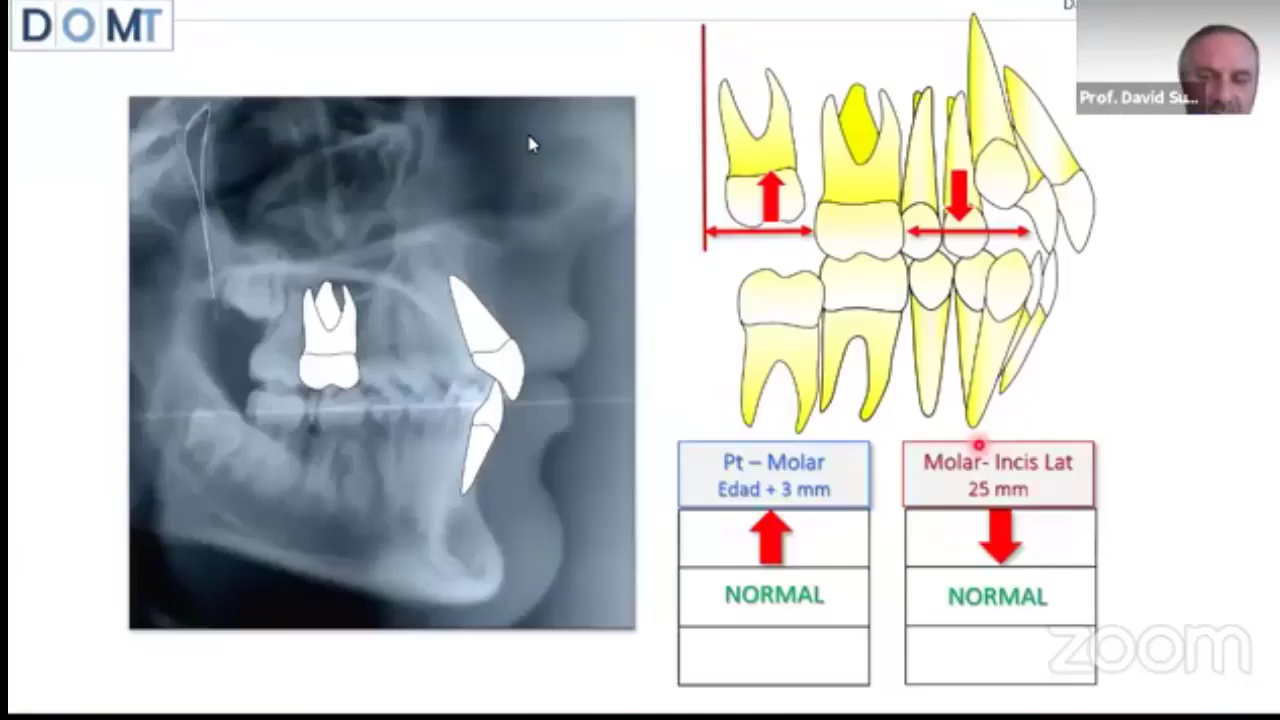 DOMT
D
Prof. David Su...
Pt – Molar
Edad + 3 mm
NORMAL
Molar- Incis Lat
25 mm
NORMAL
zoom